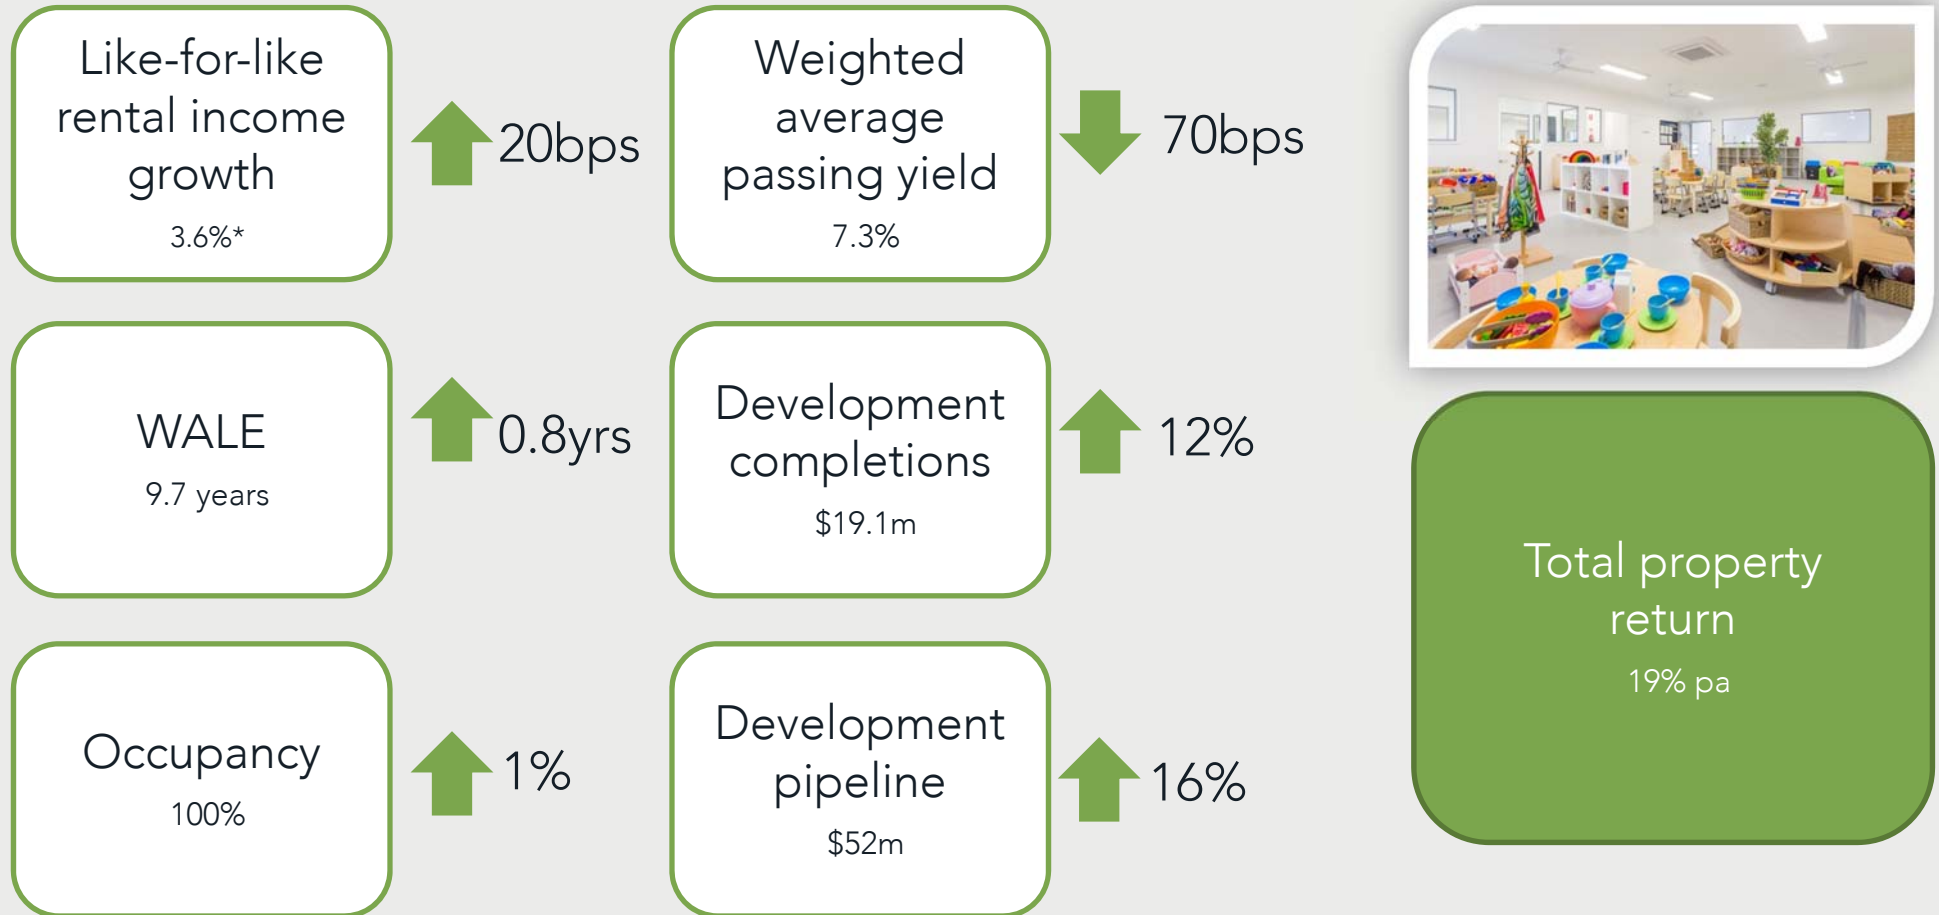 Like-for-like
rental income
growth
3.6%*
20bps
Weighted
average
passing yield
7.3%
70bps
WALE
9.7 years
0.8yrs
Development
completions
$19.1m
12%
Occupancy
100%
1%
Development
pipeline
$52m
16%
Total property
return
19% pa